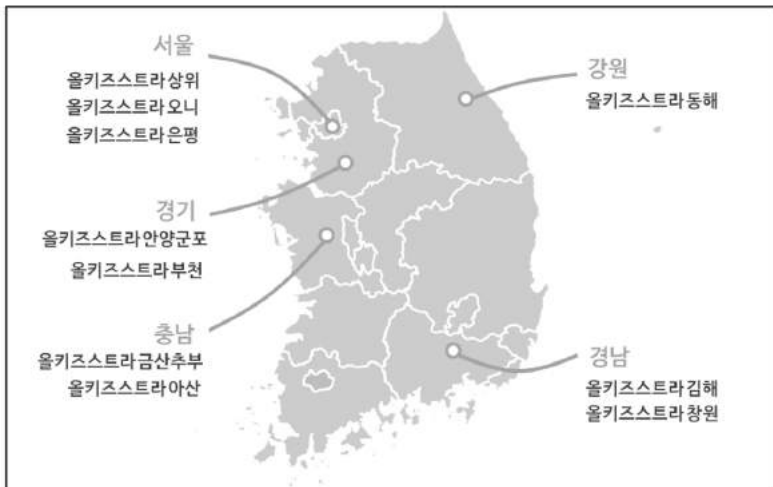 서울
올키즈스트라상위
올키즈스트라오니
올키즈스트라은평
경기
올키즈스트라안양군포
올키즈스트라부천
충남
올키즈스트라금산추부
올키즈스트라아산
강원
올키즈스트라동해
경남
올키즈스트라김해
올키즈스트라창원